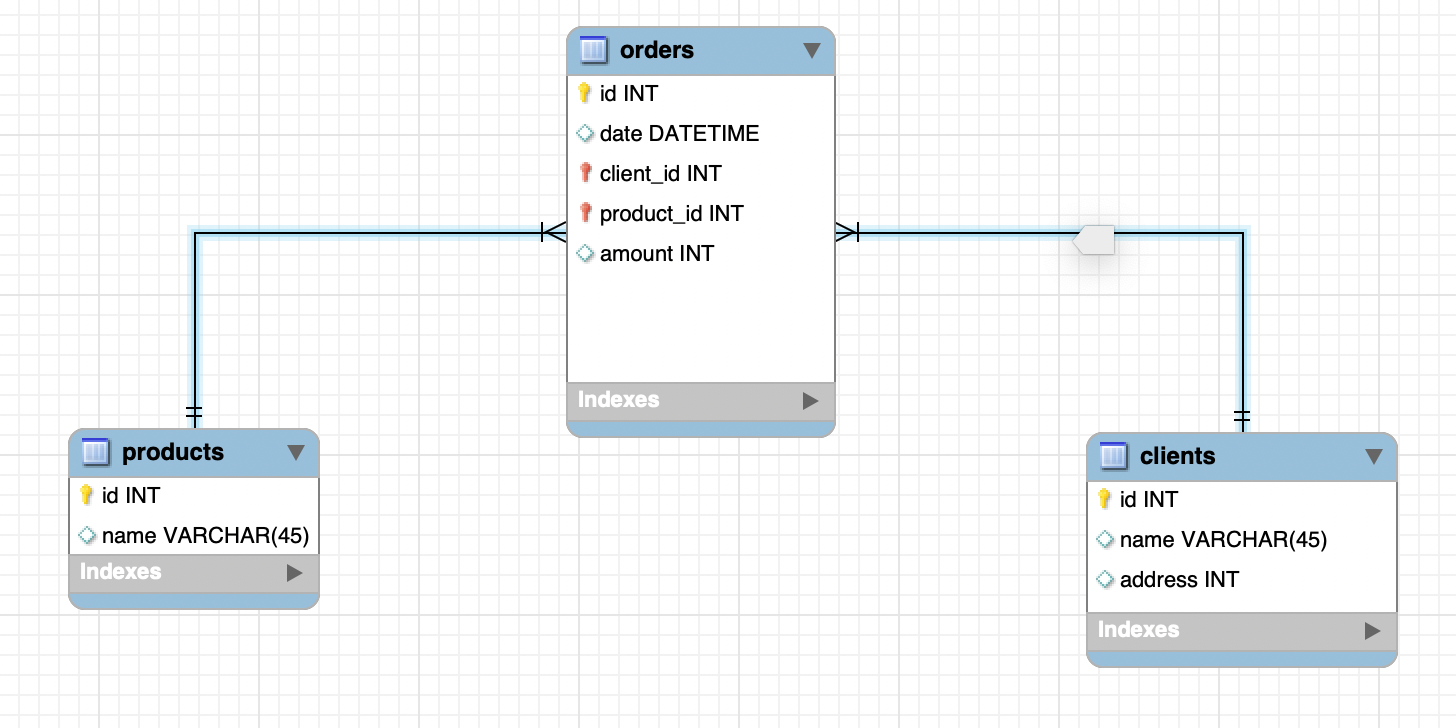 orders
id INT
date DATETIME
client_id INT
product_id INT
amount INT
Indexes
products
id INT
name VARCHAR(45)
Indexes
clients
id INT
name VARCHAR(45)
address INT
Indexes